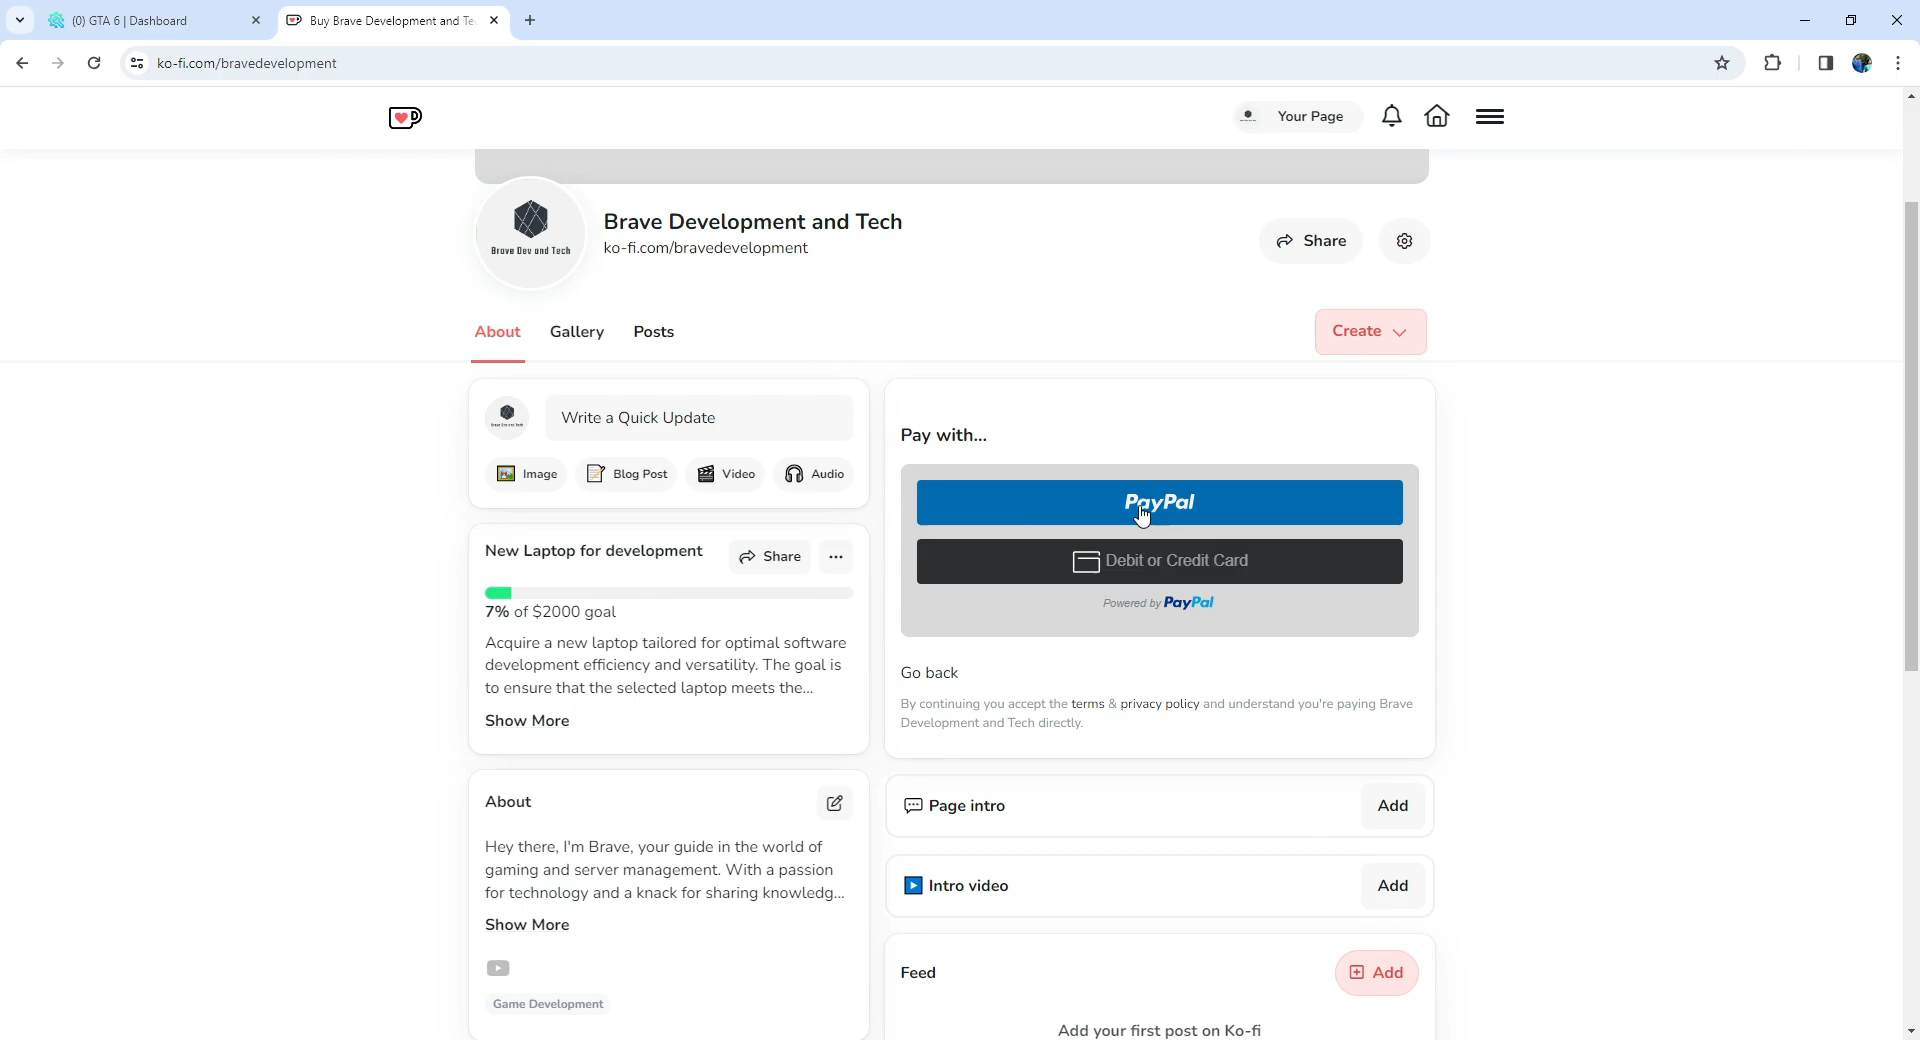 (0) GTA 6 | Dashboard
Buy Brave Development and Te
ko-fi.com/bravedevelopment
Your Page
Brave Dev and Tech
Brave Development and Tech
ko-fi.com/bravedevelopment
Share
About
Gallery
Posts
Create
Write a Quick Update
Image
Blog Post
Video
Audio
New Laptop for development
Share
7% of $2000 goal
Acquire a new laptop tailored for optimal software
development efficiency and versatility. The goal is
to ensure that the selected laptop meets the...
Show More
About
Hey there, I'm Brave, your guide in the world of
gaming and server management. With a passion
for technology and a knack for sharing knowledg...
Show More
Game Development
Pay with...
PayPal
Debit or Credit Card
Powered by PayPal
Go back
By continuing you accept the terms & privacy policy and understand you're paying Brave
Development and Tech directly.
Page intro
Add
Intro video
Add
Feed
Add
Add your first post on Ko-fi